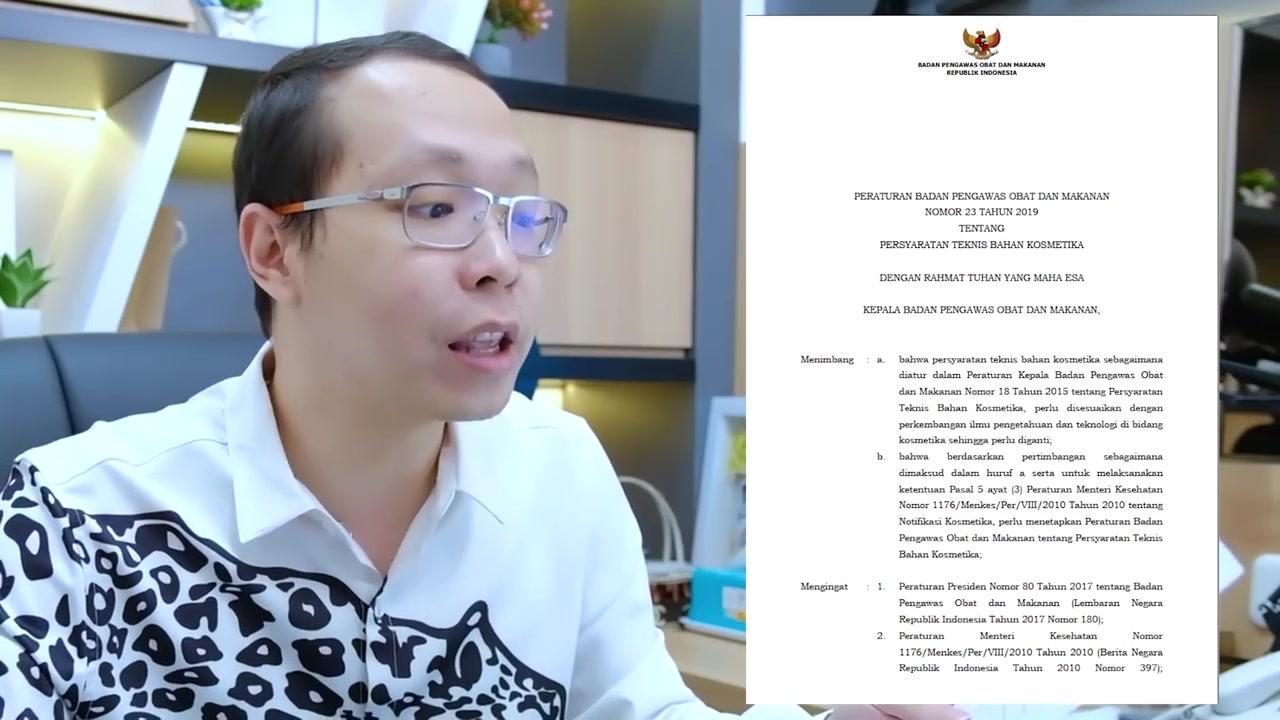 BADAN PENGAWAS OBAT DAN MAKANAN
REPUBLIK INDONESIA
PERATURAN BADAN PENGAWAS OBAT DAN MAKANAN
NOMOR 23 TAHUN 2019
TENTANG
PERSYARATAN TEKNIS BAHAN KOSMETIKA
DENGAN RAHMAT TUHAN YANG MAHA ESA
KEPALA BADAN PENGAWAS OBAT DAN MAKANAN,
Menimbang : a. bahwa persyaratan teknis bahan kosmetika sebagaimana
diatur dalam Peraturan Kepala Badan Pengawas Obat
dan Makanan Nomor 18 Tahun 2015 tentang Persyaratan
Teknis Bahan Kosmetika, perlu disesuaikan dengan
perkembangan ilmu pengetahuan dan teknologi di bidang
kosmetika sehingga perlu diganti;
b. bahwa berdasarkan pertimbangan sebagaimana
dimaksud dalam huruf a serta untuk melaksanakan
ketentuan Pasal 5 ayat (3) Peraturan Menteri Kesehatan
Nomor 1176/Menkes/Per/VIII/2010 Tahun 2010 tentang
Notifikasi Kosmetika, perlu menetapkan Peraturan Badan
Pengawas Obat dan Makanan tentang Persyaratan Teknis
Bahan Kosmetika;
Mengingat : 1. Peraturan Presiden Nomor 80 Tahun 2017 tentang Badan
Pengawas Obat dan Makanan (Lembaran Negara
Republik Indonesia Tahun 2017 Nomor 180);
2. Peraturan Menteri Kesehatan Nomor
1176/Menkes/Per/VIII/2010 Tahun 2010 (Berita Negara
Republik Indonesia Tahun 2010 Nomor 397);